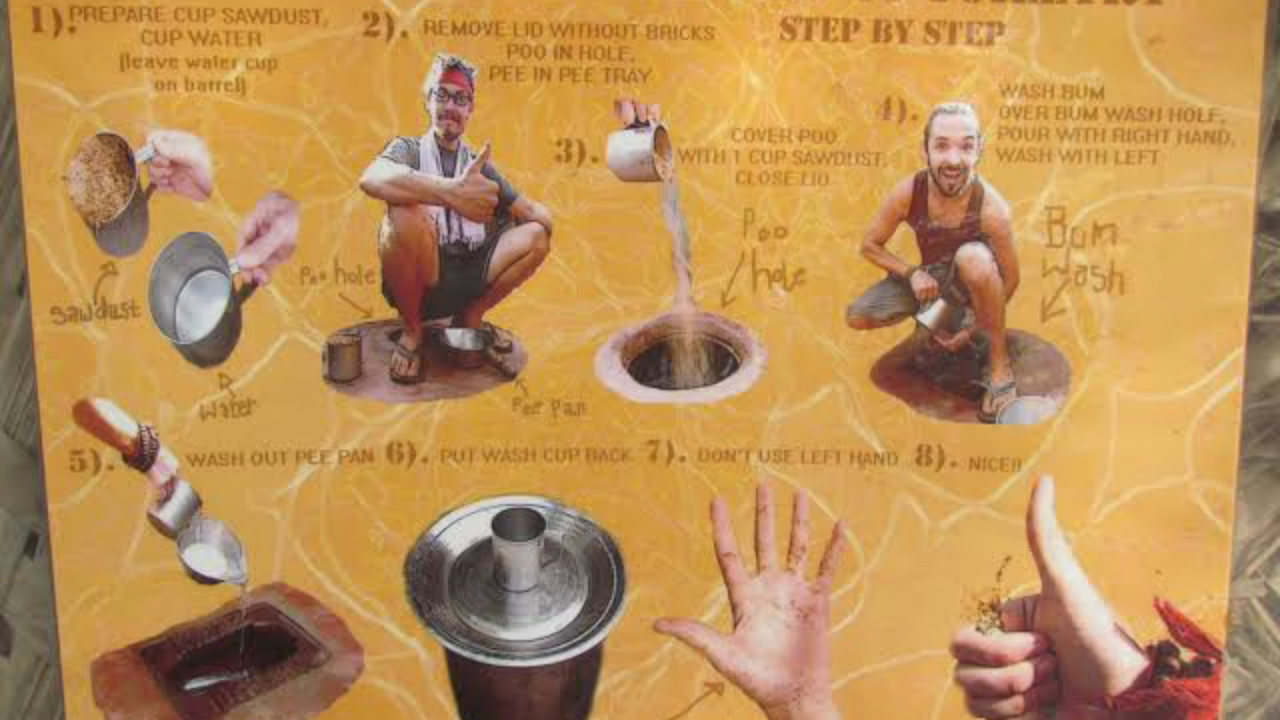 STEP BY STEP
1). PREPARE CUP SAWDUST,
CUP WATER
(leave water cup
on barrel)
2). REMOVE LID WITHOUT BRICKS
POO IN HOLE,
PEE IN PEE TRAY
3). COVER POO
WITH 1 CUP SAWDUST,
CLOSE LID
4). WASH BUM
OVER BUM WASH HOLE,
POUR WITH RIGHT HAND,
WASH WITH LEFT
sawdust
water
Poo hole
Pee pan
Poo
hole
Bum
wash
5). WASH OUT PEE PAN
6). PUT WASH CUP BACK
7). DON'T USE LEFT HAND
8). NICE!!